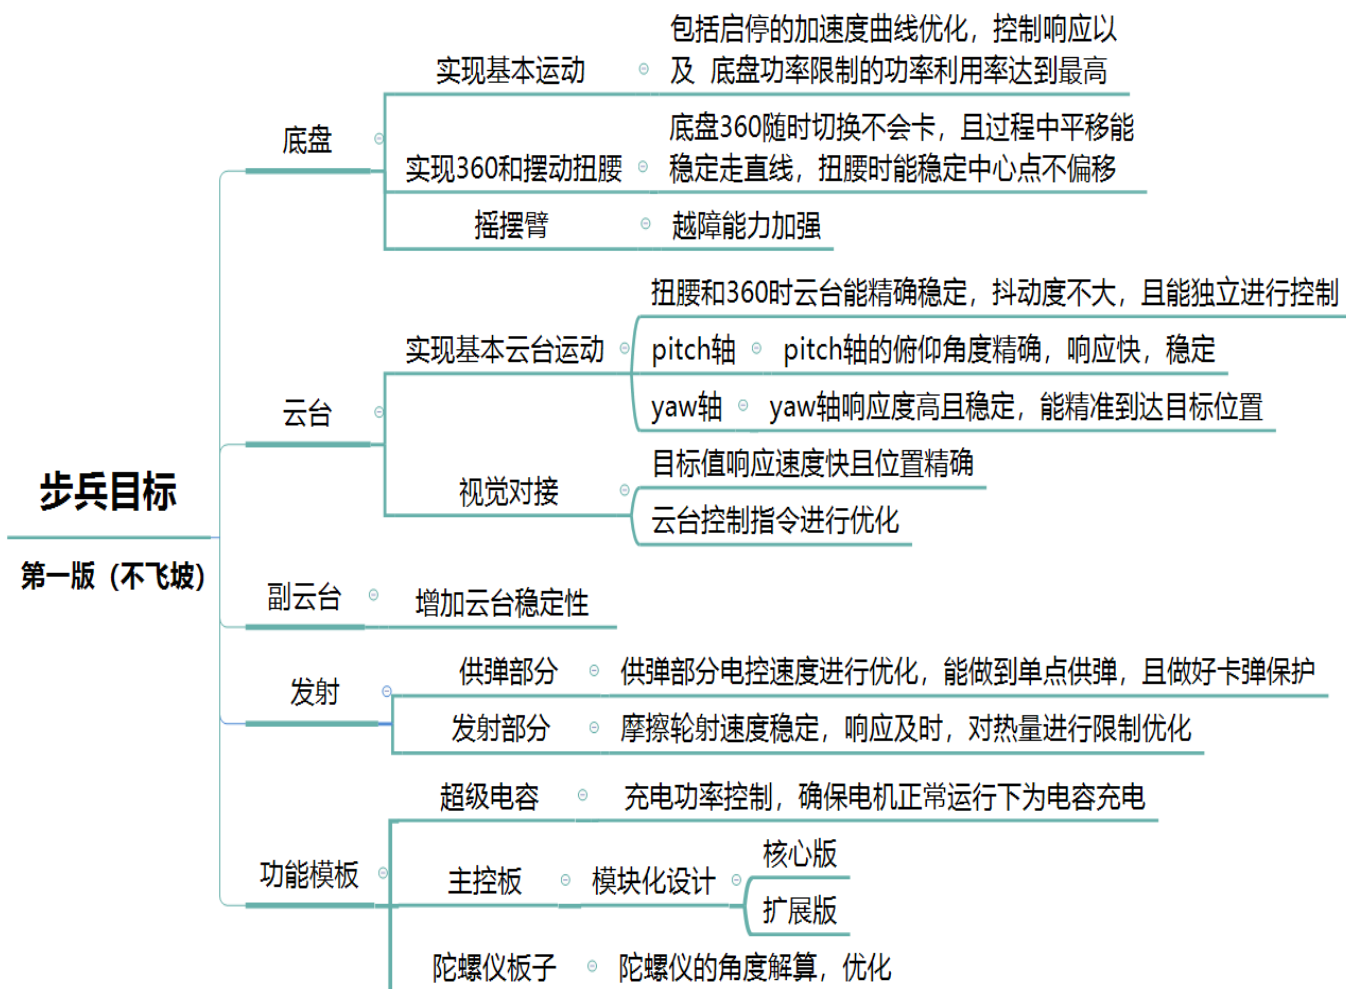 步兵目标
第一版（不飞坡）
底盘
实现基本运动
包括启停的加速度曲线优化，控制响应以
及 底盘功率限制的功率利用率达到最高
实现360和摆动扭腰
底盘360随时切换不会卡，且过程中平移能
稳定走直线，扭腰时能稳定中心点不偏移
摇摆臂
越障能力加强
云台
实现基本云台运动
扭腰和360时云台能精确稳定，抖动度不大，且能独立进行控制
pitch轴
pitch轴的俯仰角度精确，响应快，稳定
yaw轴
yaw轴响应度高且稳定，能精准到达目标位置
视觉对接
目标值响应速度快且位置精确
云台控制指令进行优化
副云台
增加云台稳定性
发射
供弹部分
供弹部分电控速度进行优化，能做到单点供弹，且做好卡弹保护
发射部分
摩擦轮射速度稳定，响应及时，对热量进行限制优化
功能模板
超级电容
充电功率控制，确保电机正常运行下为电容充电
主控板
模块化设计
核心版
扩展版
陀螺仪板子
陀螺仪的角度解算，优化